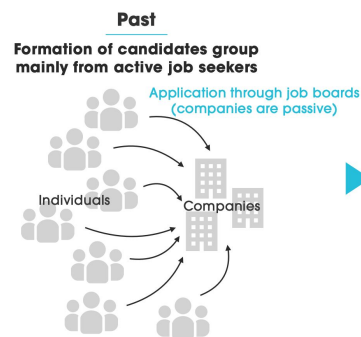 Past
Formation of candidates group
mainly from active job seekers
Application through job boards
(companies are passive)
Individuals
Companies